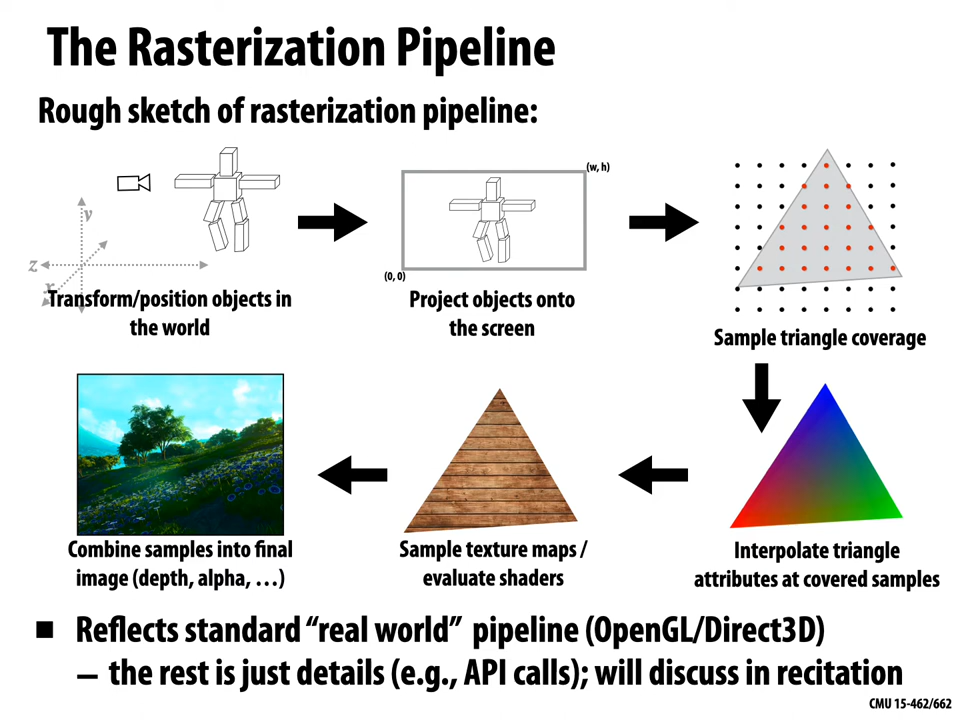 The Rasterization Pipeline
Rough sketch of rasterization pipeline:
y
z
x
Transform/position objects in
the world
(w, h)
(0, 0)
Project objects onto
the screen
Sample triangle coverage
Combine samples into final
image (depth, alpha, …)
Sample texture maps /
evaluate shaders
Interpolate triangle
attributes at covered samples
■ Reflects standard “real world” pipeline (OpenGL/Direct3D)
– the rest is just details (e.g., API calls); will discuss in recitation
CMU 15-462/662